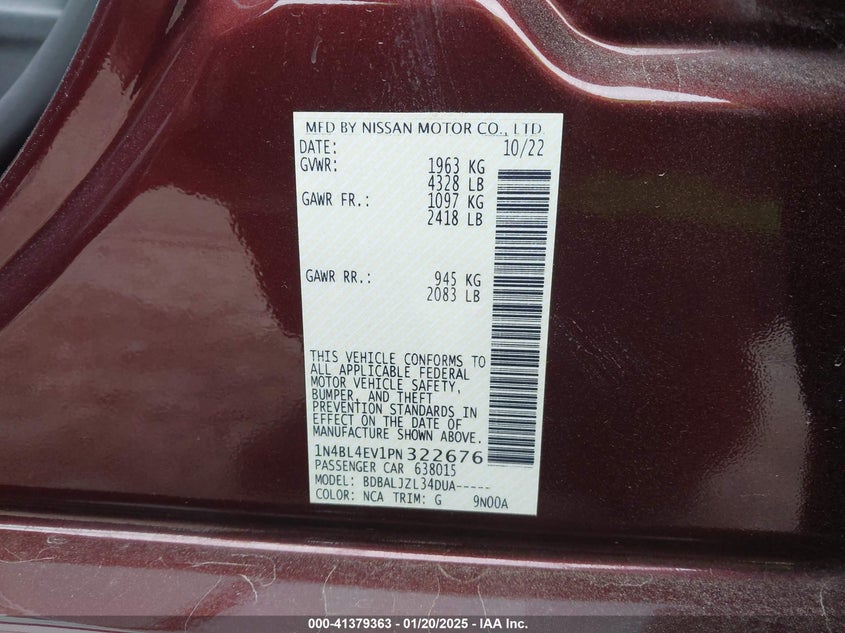 MFD BY NISSAN MOTOR CO., LTD.
DATE: 10/22
GVWR: 1963 KG
4328 LB
GAWR FR.: 1097 KG
2418 LB
GAWR RR.: 945 KG
2083 LB
THIS VEHICLE CONFORMS TO
ALL APPLICABLE FEDERAL
MOTOR VEHICLE SAFETY,
BUMPER, AND THEFT
PREVENTION STANDARDS IN
EFFECT ON THE DATE OF
MANUFACTURE SHOWN ABOVE.
1N4BL4EV1PN322676
PASSENGER CAR 638015
MODEL: BDBALJZL34DUA-----
COLOR: NCA TRIM: G 9N00A
000-41379363 - 01/20/2025 - IAA Inc.